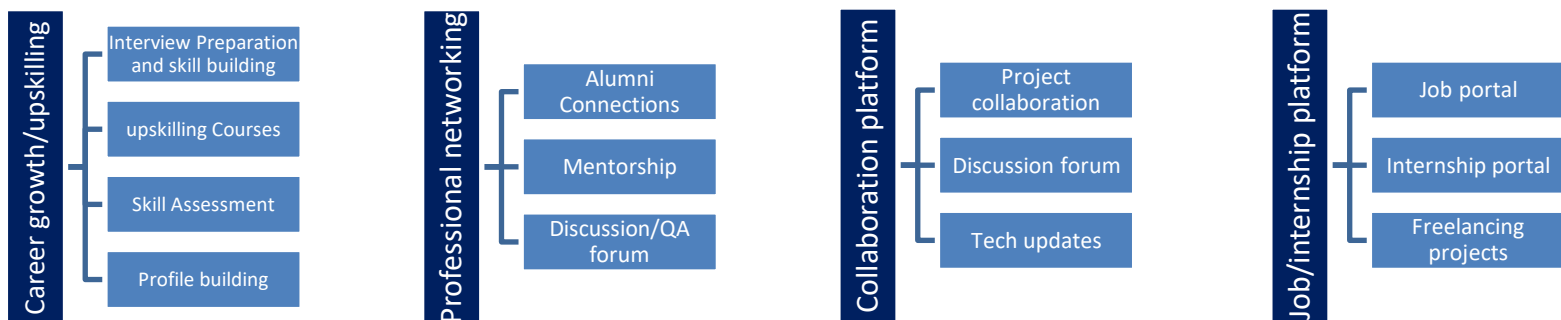 Career growth/upskilling
Interview Preparation
and skill building
upskilling Courses
Skill Assessment
Profile building
Professional networking
Alumni
Connections
Mentorship
Discussion/QA
forum
Collaboration platform
Project
collaboration
Discussion forum
Tech updates
Job/internship platform
Job portal
Internship portal
Freelancing
projects